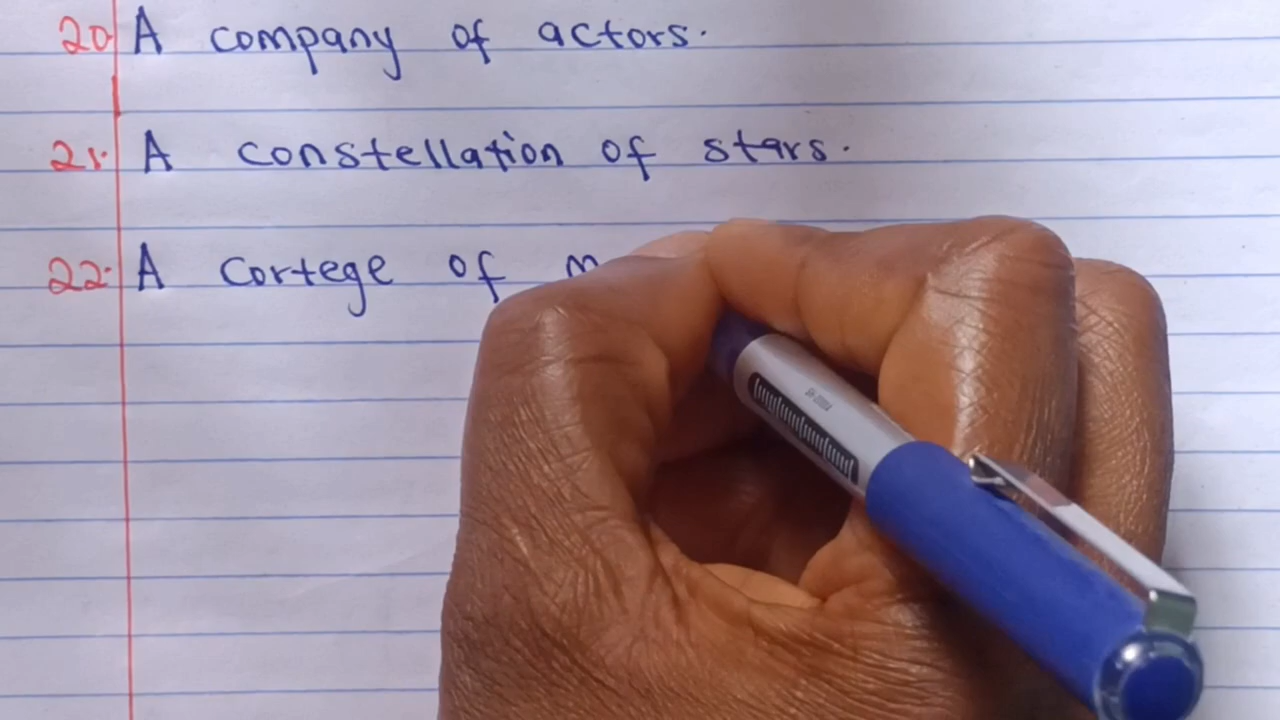 20. A company of actors.
21. A constellation of stars.
22. A cortege of m